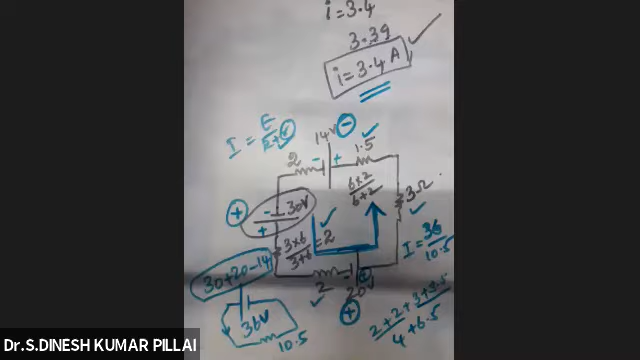 i = 3.4
3.39
i = 3.4 A
I = E
14V
−
2
− +
1.5
6×2
6+2
3Ω
+
−
30V
+
3×6
3+6
= 2
I = 36
10.5
30+20-14
2
−
+
20V
+
36V
10.5
2+2+3+3.5
4+6.5
Dr.S.DINESH KUMAR PILLAI